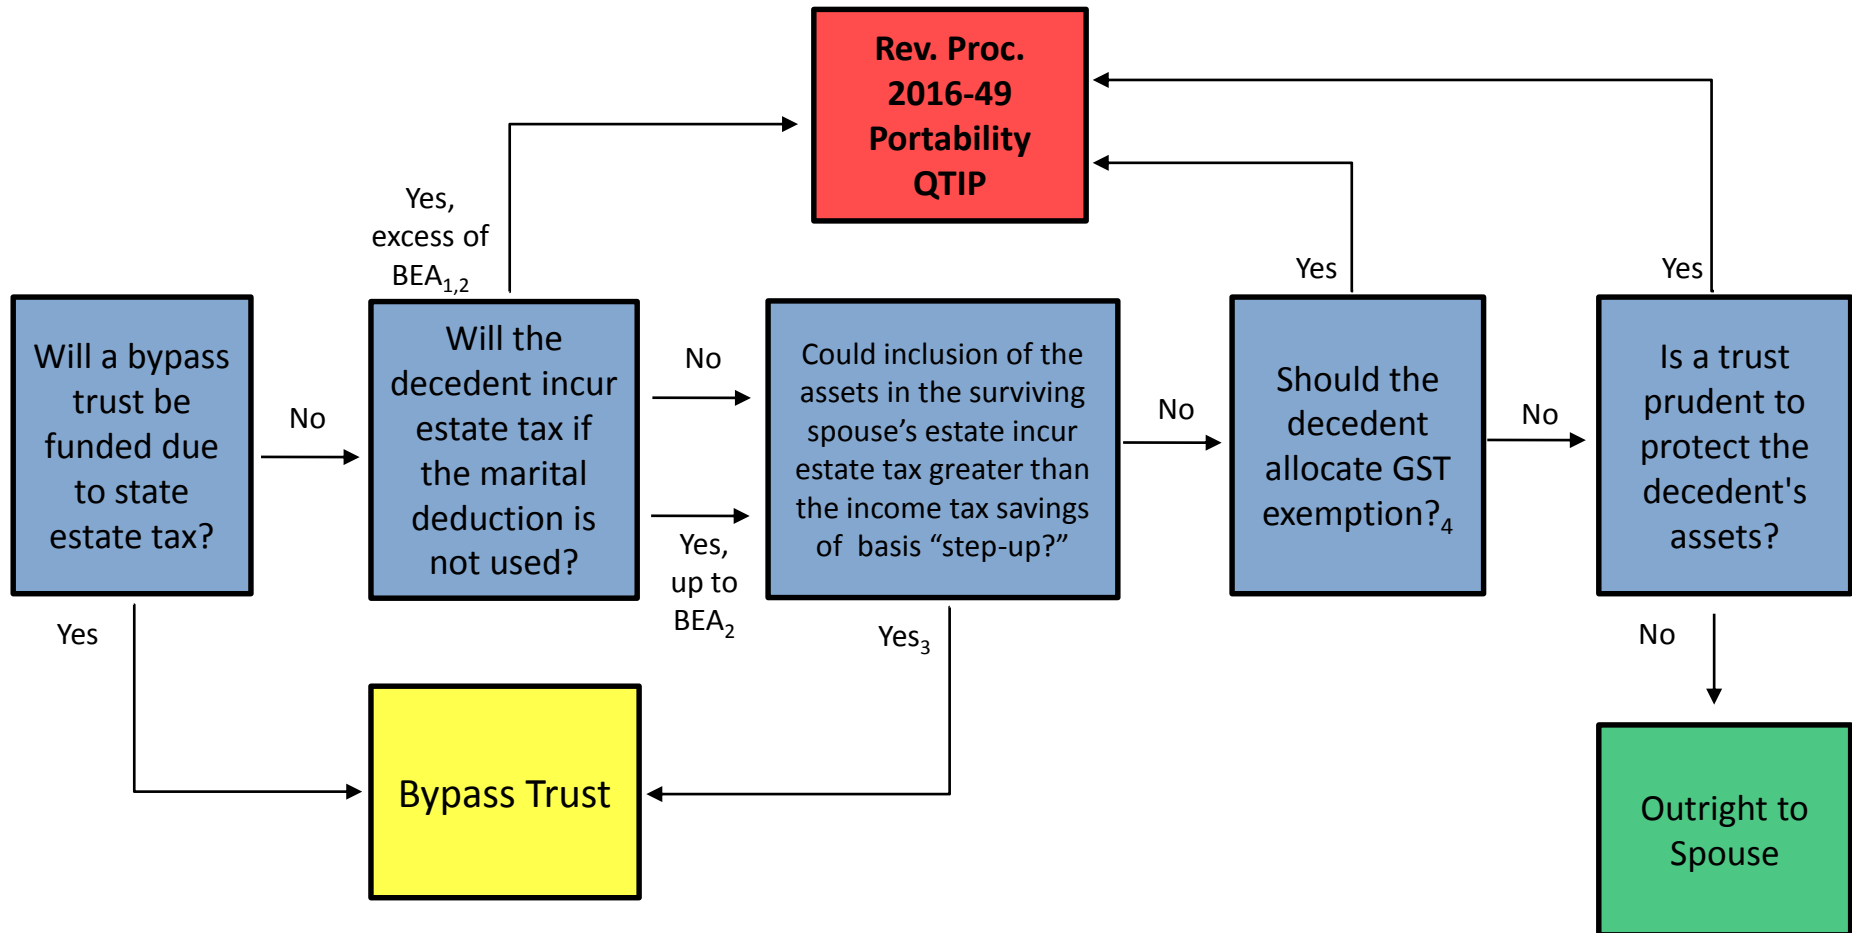 Rev. Proc.
2016-49
Portability
QTIP
Yes,
excess of
BEA1,2
Yes
Yes
Will a bypass
trust be
funded due
to state
estate tax?
No
Will the
decedent incur
estate tax if
the marital
deduction is
not used?
No
Yes,
up to
BEA2
Could inclusion of the
assets in the surviving
spouse’s estate incur
estate tax greater than
the income tax savings
of basis “step-up?”
No
Should the
decedent
allocate GST
exemption?4
No
Is a trust
prudent to
protect the
decedent's
assets?
Yes
Yes3
No
Bypass Trust
Outright to
Spouse